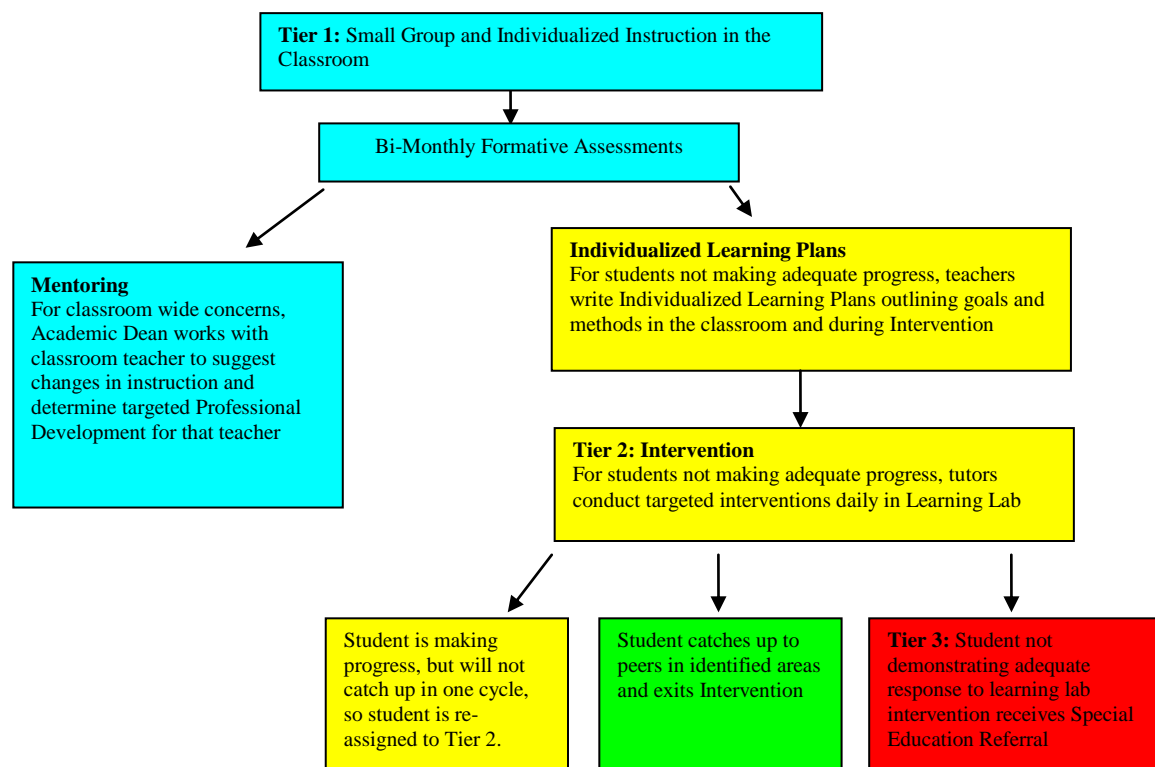 Tier 1: Small Group and Individualized Instruction in the
Classroom
Bi-Monthly Formative Assessments
Mentoring
For classroom wide concerns,
Academic Dean works with
classroom teacher to suggest
changes in instruction and
determine targeted Professional
Development for that teacher
Individualized Learning Plans
For students not making adequate progress, teachers
write Individualized Learning Plans outlining goals and
methods in the classroom and during Intervention
Tier 2: Intervention
For students not making adequate progress, tutors
conduct targeted interventions daily in Learning Lab
Student is making
progress, but will not
catch up in one cycle,
so student is re-
assigned to Tier 2.
Student catches up to
peers in identified areas
and exits Intervention
Tier 3: Student not
demonstrating adequate
response to learning lab
intervention receives Special
Education Referral